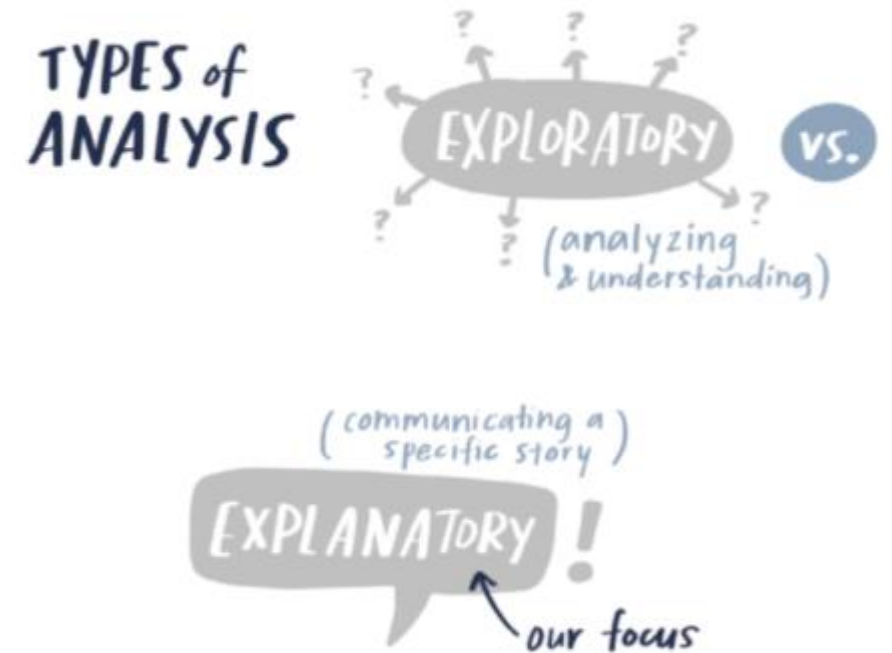 TYPES of
ANALYSIS
? ? ? ?
EXPLORATORY
vs.
? ? ?
(analyzing
& understanding)
(communicating a
specific story)
EXPLANATORY !
our focus